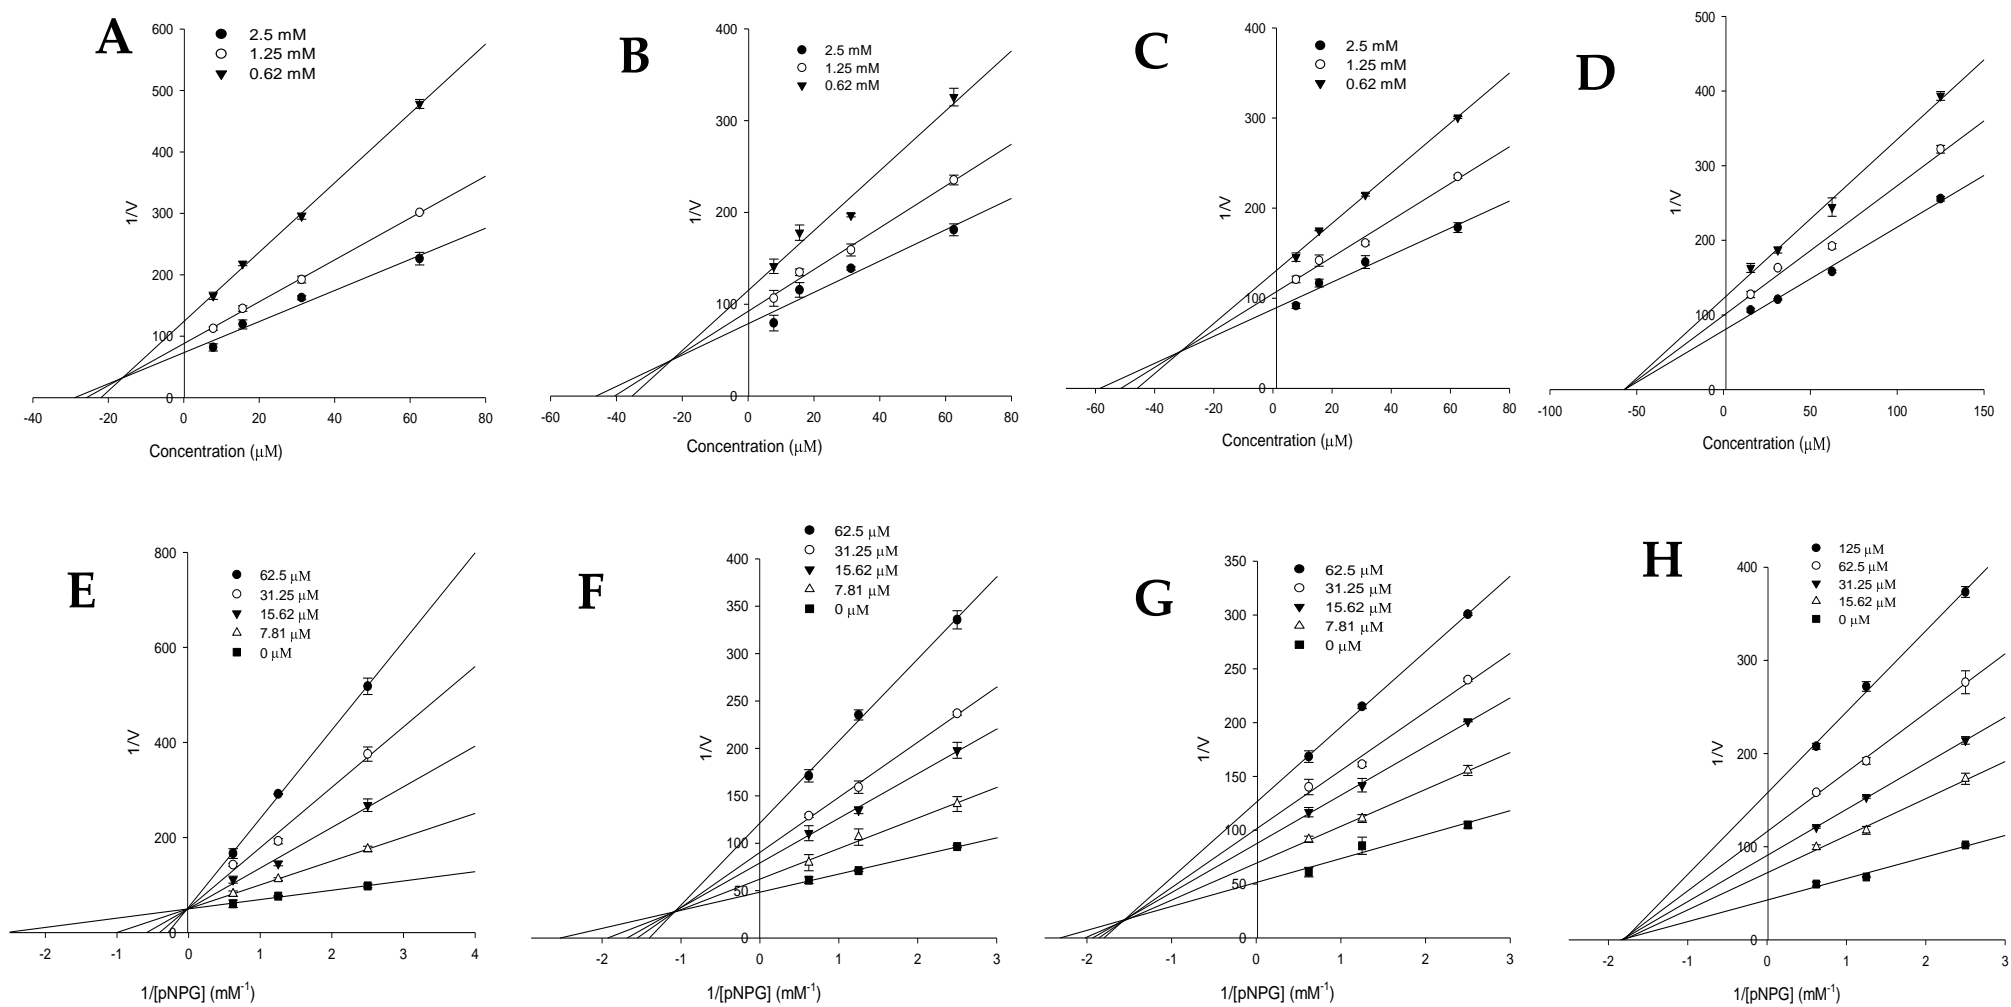 A
2.5 mM
1.25 mM
0.62 mM
600
500
400
300
200
100
0
1/V
-40 -20 0 20 40 60 80
Concentration (μM)
B
2.5 mM
1.25 mM
0.62 mM
400
300
200
100
0
1/V
-60 -40 -20 0 20 40 60 80
Concentration (μM)
C
2.5 mM
1.25 mM
0.62 mM
400
300
200
100
0
1/V
-60 -40 -20 0 20 40 60 80
Concentration (μM)
D
500
400
300
200
100
0
1/V
-100 -50 0 50 100 150
Concentration (μM)
E
62.5 μM
31.25 μM
15.62 μM
7.81 μM
0 μM
800
600
400
200
0
1/V
-2 -1 0 1 2 3 4
1/[pNPG] (mM⁻¹)
F
62.5 μM
31.25 μM
15.62 μM
7.81 μM
0 μM
400
350
300
250
200
150
100
50
0
1/V
-2 -1 0 1 2 3
1/[pNPG] (mM⁻¹)
G
62.5 μM
31.25 μM
15.62 μM
7.81 μM
0 μM
350
300
250
200
150
100
50
0
1/V
-2 -1 0 1 2 3
1/[pNPG] (mM⁻¹)
H
125 μM
62.5 μM
31.25 μM
15.62 μM
0 μM
400
300
200
100
0
1/V
-2 -1 0 1 2 3
1/[pNPG] (mM⁻¹)